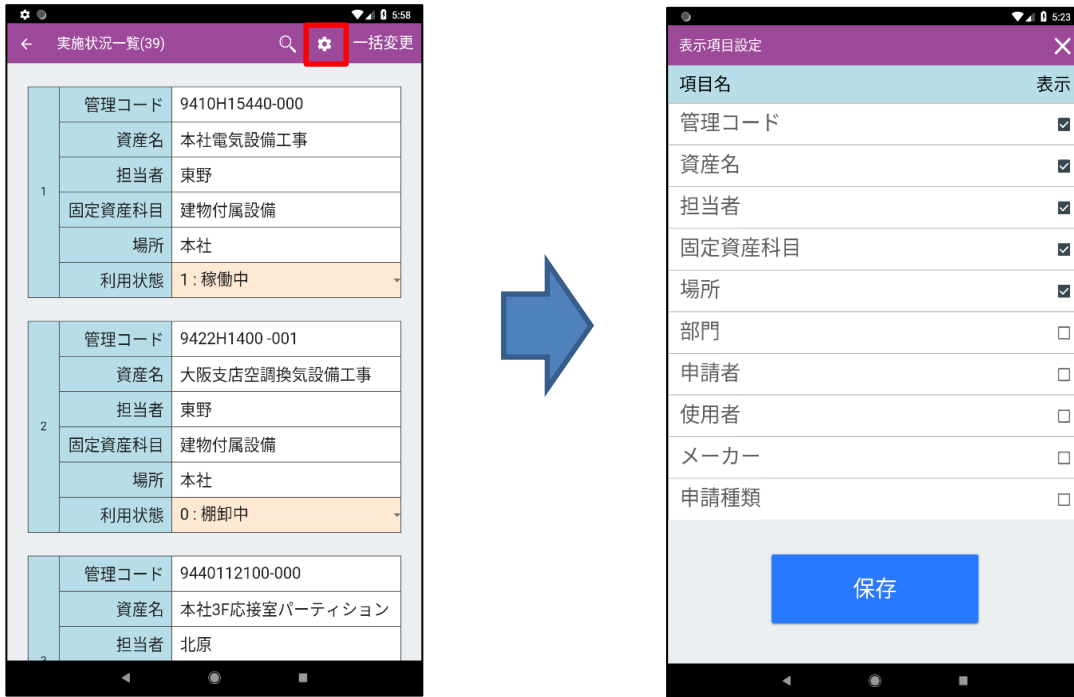 5:58
実施状況一覧(39)
一括変更
1
管理コード 9410H15440-000
資産名 本社電気設備工事
担当者 東野
固定資産科目 建物付属設備
場所 本社
利用状態 1 : 稼働中
2
管理コード 9422H1400 -001
資産名 大阪支店空調換気設備工事
担当者 東野
固定資産科目 建物付属設備
場所 本社
利用状態 0 : 棚卸中
管理コード 9440112100-000
資産名 本社3F応接室パーティション
担当者 北原
5:23
表示項目設定
項目名 表示
管理コード
資産名
担当者
固定資産科目
場所
部門
申請者
使用者
メーカー
申請種類
保存